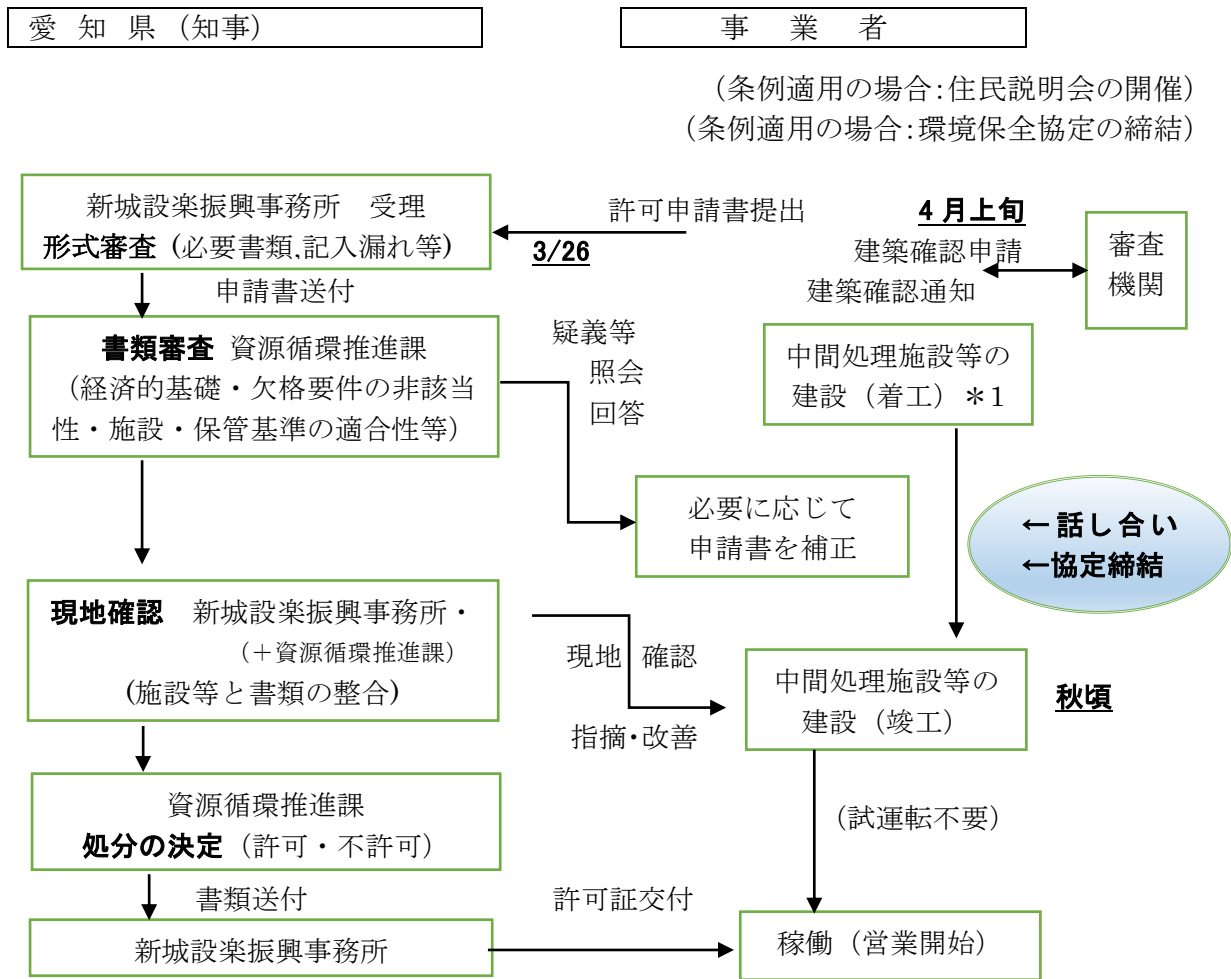 愛 知 県 (知事)
事 業 者
(条例適用の場合:住民説明会の開催)
(条例適用の場合:環境保全協定の締結)
新城設楽振興事務所 受理
形式審査 (必要書類,記入漏れ等)
許可申請書提出
3/26
4月上旬
建築確認申請
建築確認通知
審査
機関
申請書送付
書類審査 資源循環推進課
(経済的基礎・欠格要件の非該当
性・施設・保管基準の適合性等)
疑義等
照会
回答
中間処理施設等の
建設(着工)*1
必要に応じて
申請書を補正
←話し合い
←協定締結
現地確認 新城設楽振興事務所・
(+資源循環推進課)
(施設等と書類の整合)
現地 確認
指摘・改善
中間処理施設等の
建設(竣工)
秋頃
資源循環推進課
処分の決定(許可・不許可)
(試運転不要)
書類送付
許可証交付
新城設楽振興事務所
稼働(営業開始)